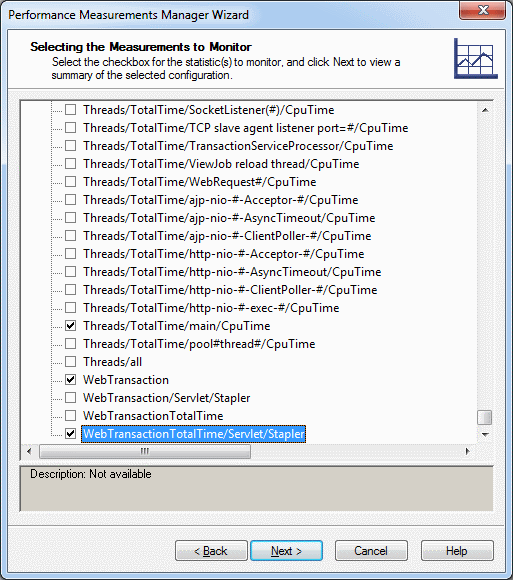 Performance Measurements Manager Wizard
Selecting the Measurements to Monitor
Select the checkbox for the statistic(s) to monitor, and click Next to view a
summary of the selected configuration.
Threads/TotalTime/SocketListener(#)/CpuTime
Threads/TotalTime/TCP slave agent listener port=#/CpuTime
Threads/TotalTime/TransactionServiceProcessor/CpuTime
Threads/TotalTime/ViewJob reload thread/CpuTime
Threads/TotalTime/WebRequest#/CpuTime
Threads/TotalTime/ajp-nio-#-Acceptor-#/CpuTime
Threads/TotalTime/ajp-nio-#-AsyncTimeout/CpuTime
Threads/TotalTime/ajp-nio-#-ClientPoller-#/CpuTime
Threads/TotalTime/http-nio-#-Acceptor-#/CpuTime
Threads/TotalTime/http-nio-#-AsyncTimeout/CpuTime
Threads/TotalTime/http-nio-#-ClientPoller-#/CpuTime
Threads/TotalTime/http-nio-#-exec-#/CpuTime
Threads/TotalTime/main/CpuTime
Threads/TotalTime/pool#thread#/CpuTime
Threads/all
WebTransaction
WebTransaction/Servlet/Stapler
WebTransactionTotalTime
WebTransactionTotalTime/Servlet/Stapler
Description: Not available
< Back
Next >
Cancel
Help